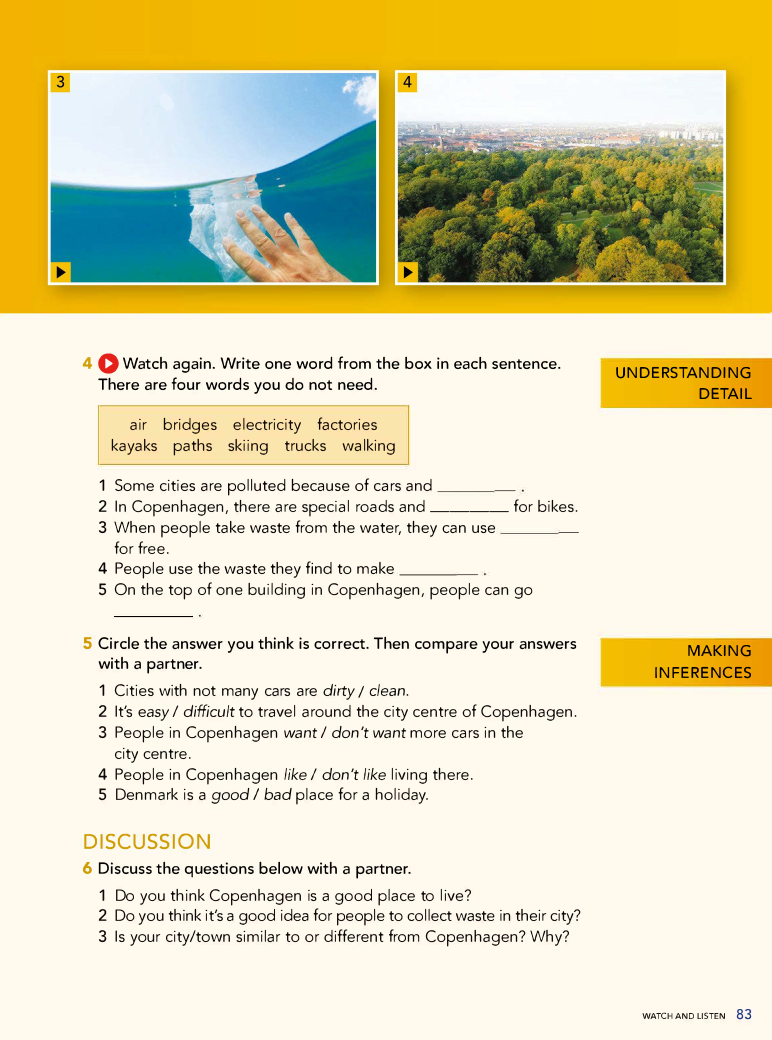 3
4
4 Watch again. Write one word from the box in each sentence.
There are four words you do not need.
UNDERSTANDING
DETAIL
air bridges electricity factories
kayaks paths skiing trucks walking
1 Some cities are polluted because of cars and __________ .
2 In Copenhagen, there are special roads and __________ for bikes.
3 When people take waste from the water, they can use __________
for free.
4 People use the waste they find to make __________ .
5 On the top of one building in Copenhagen, people can go
__________ .
5 Circle the answer you think is correct. Then compare your answers
with a partner.
MAKING
INFERENCES
1 Cities with not many cars are dirty / clean.
2 It's easy / difficult to travel around the city centre of Copenhagen.
3 People in Copenhagen want / don't want more cars in the
city centre.
4 People in Copenhagen like / don't like living there.
5 Denmark is a good / bad place for a holiday.
DISCUSSION
6 Discuss the questions below with a partner.
1 Do you think Copenhagen is a good place to live?
2 Do you think it's a good idea for people to collect waste in their city?
3 Is your city/town similar to or different from Copenhagen? Why?
WATCH AND LISTEN 83